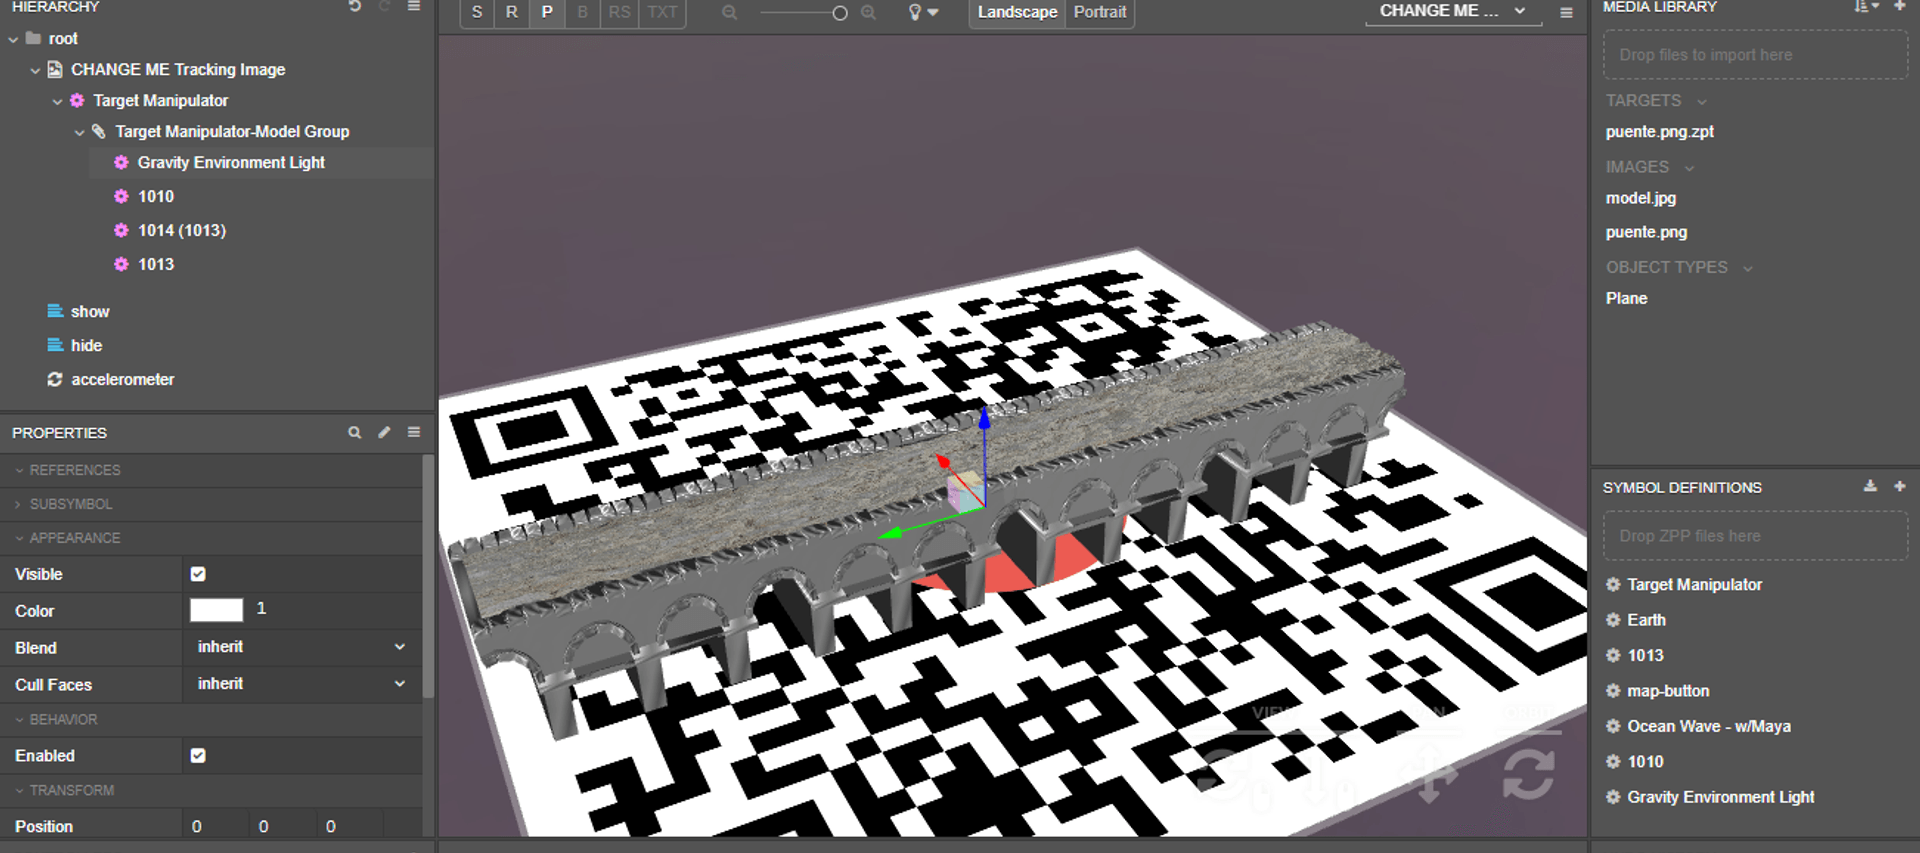 HIERARCHY
root
CHANGE ME Tracking Image
Target Manipulator
Target Manipulator-Model Group
Gravity Environment Light
1010
1014 (1013)
1013
show
hide
accelerometer
PROPERTIES
REFERENCES
SUBSYMBOL
APPEARANCE
Visible
Color 1
Blend inherit
Cull Faces inherit
BEHAVIOR
Enabled
TRANSFORM
Position 0 0 0
S R P B RS TXT
Landscape Portrait
CHANGE ME ...
VIEW
MEDIA LIBRARY
Drop files to import here
TARGETS
puente.png.zpt
IMAGES
model.jpg
puente.png
OBJECT TYPES
Plane
SYMBOL DEFINITIONS
Drop ZPP files here
Target Manipulator
Earth
1013
map-button
Ocean Wave - w/Maya
1010
Gravity Environment Light